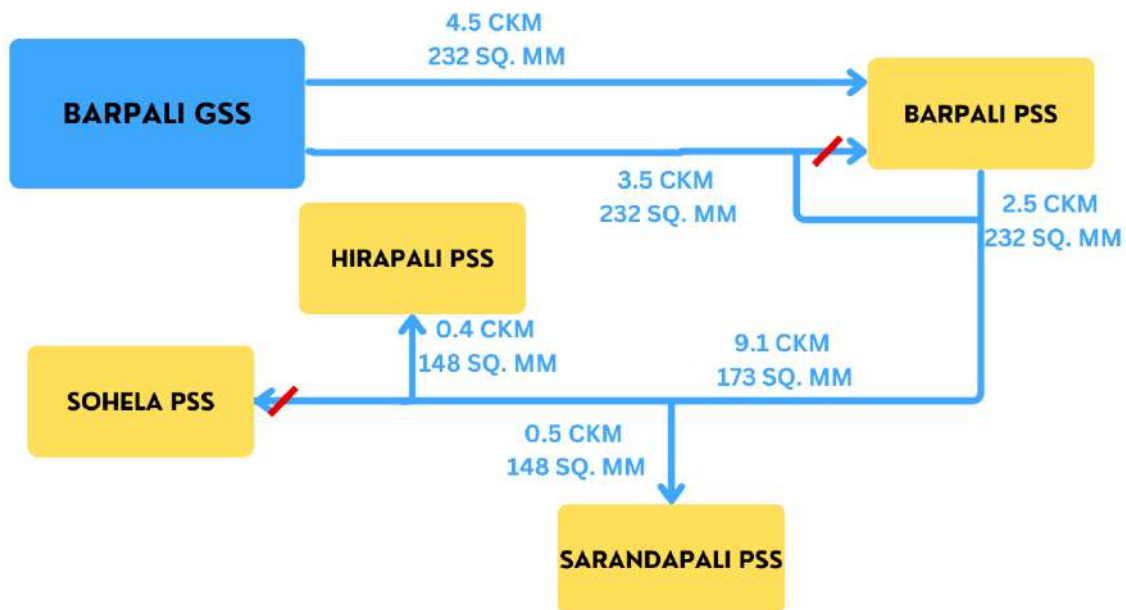 4.5 CKM
232 SQ. MM
BARPALI GSS
BARPALI PSS
3.5 CKM
232 SQ. MM
2.5 CKM
232 SQ. MM
HIRAPALI PSS
0.4 CKM
148 SQ. MM
9.1 CKM
173 SQ. MM
SOHELA PSS
0.5 CKM
148 SQ. MM
SARANDAPALI PSS